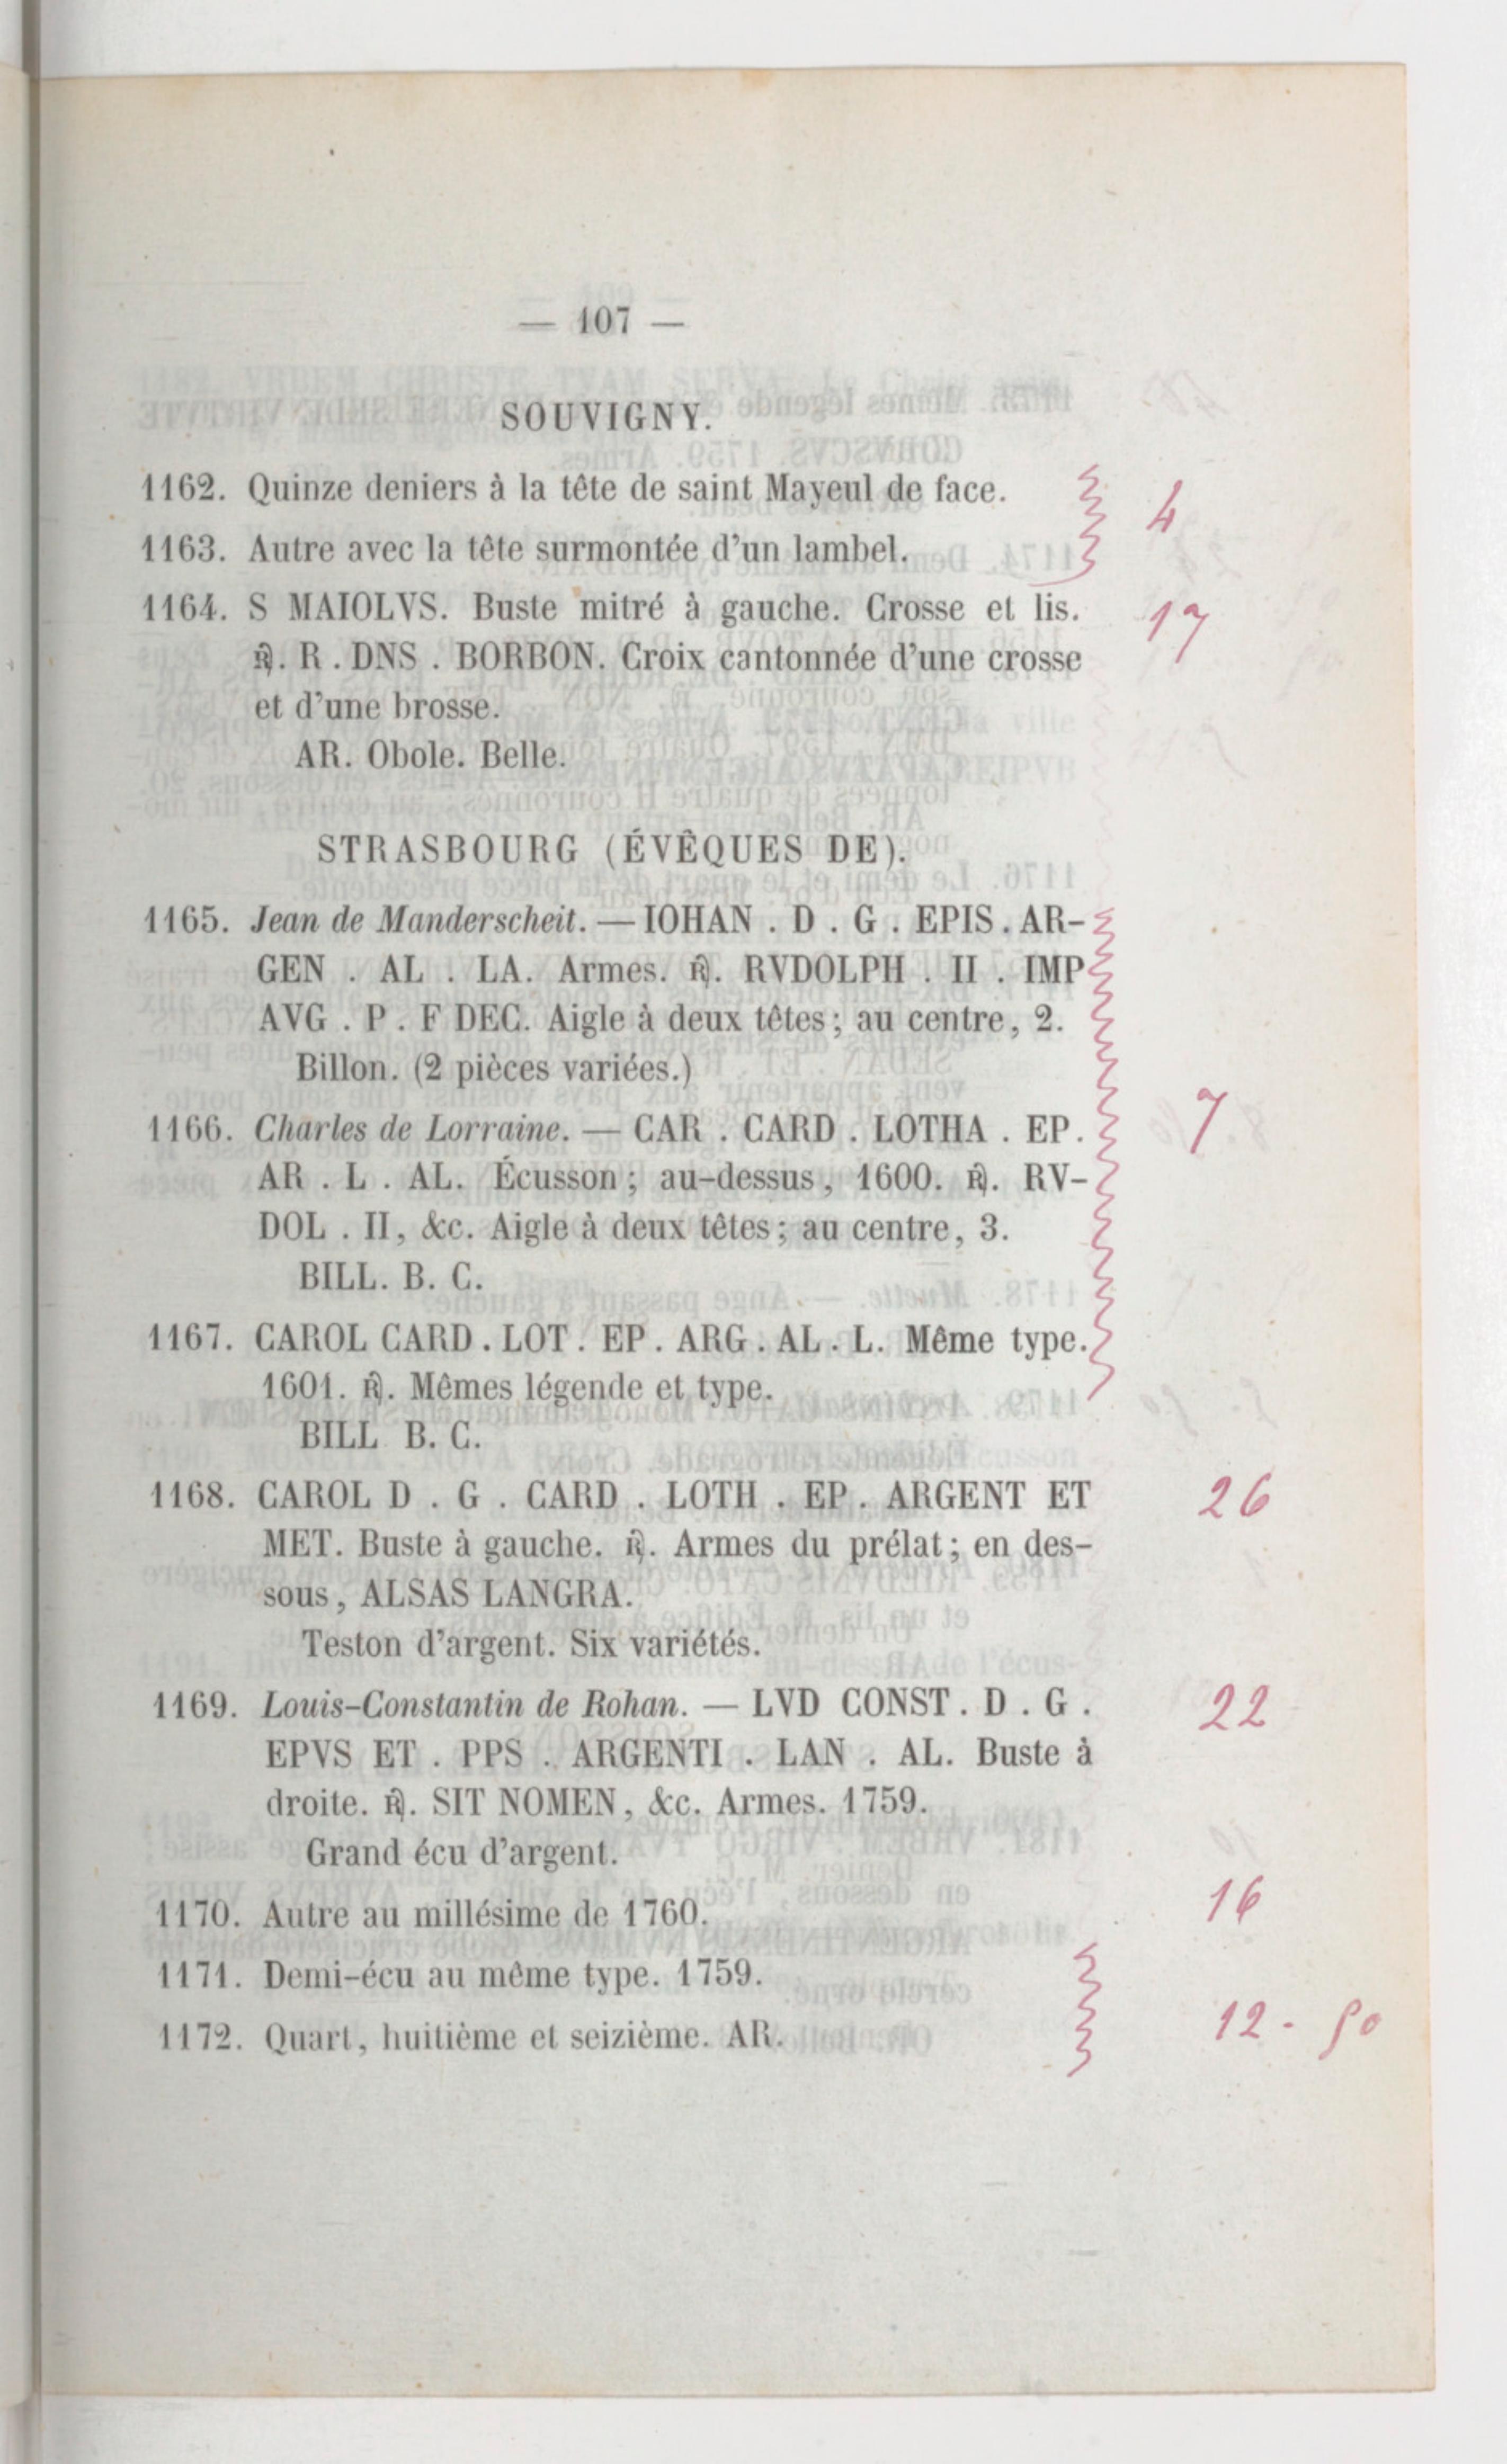 — 107 —
SOUVIGNY.
1162. Quinze deniers à la tête de saint Mayeul de face.
4
1163. Autre avec la tête surmontée d'un lambel.
1164. S MAIOLVS. Buste mitré à gauche. Crosse et lis.
17
℟. R . DNS . BORBON. Croix cantonnée d'une crosse
et d'une brosse.
AR. Obole. Belle.
STRASBOURG (ÉVÊQUES DE).
1165. Jean de Manderscheit. — IOHAN . D . G . EPIS . AR-
GEN . AL . LA. Armes. ℟. RVDOLPH . II . IMP
AVG . P . F DEC. Aigle à deux têtes ; au centre, 2.
Billon. (2 pièces variées.)
1166. Charles de Lorraine. — CAR . CARD . LOTHA . EP.
7
AR . L . AL. Écusson ; au-dessus, 1600. ℟. RV-
DOL . II, &c. Aigle à deux têtes ; au centre, 3.
BILL. B. C.
1167. CAROL CARD . LOT . EP . ARG . AL . L. Même type.
1601. ℟. Mêmes légende et type.
BILL B. C.
1168. CAROL D . G . CARD . LOTH . EP . ARGENT ET
26
MET. Buste à gauche. ℟. Armes du prélat ; en des-
sous, ALSAS LANGRA.
Teston d'argent. Six variétés.
1169. Louis-Constantin de Rohan. — LVD CONST . D . G .
22
EPVS ET . PPS . ARGENTI . LAN . AL. Buste à
droite. ℟. SIT NOMEN, &c. Armes. 1759.
Grand écu d'argent.
1170. Autre au millésime de 1760.
16
1171. Demi-écu au même type. 1759.
1172. Quart, huitième et seizième. AR.
12 - 50